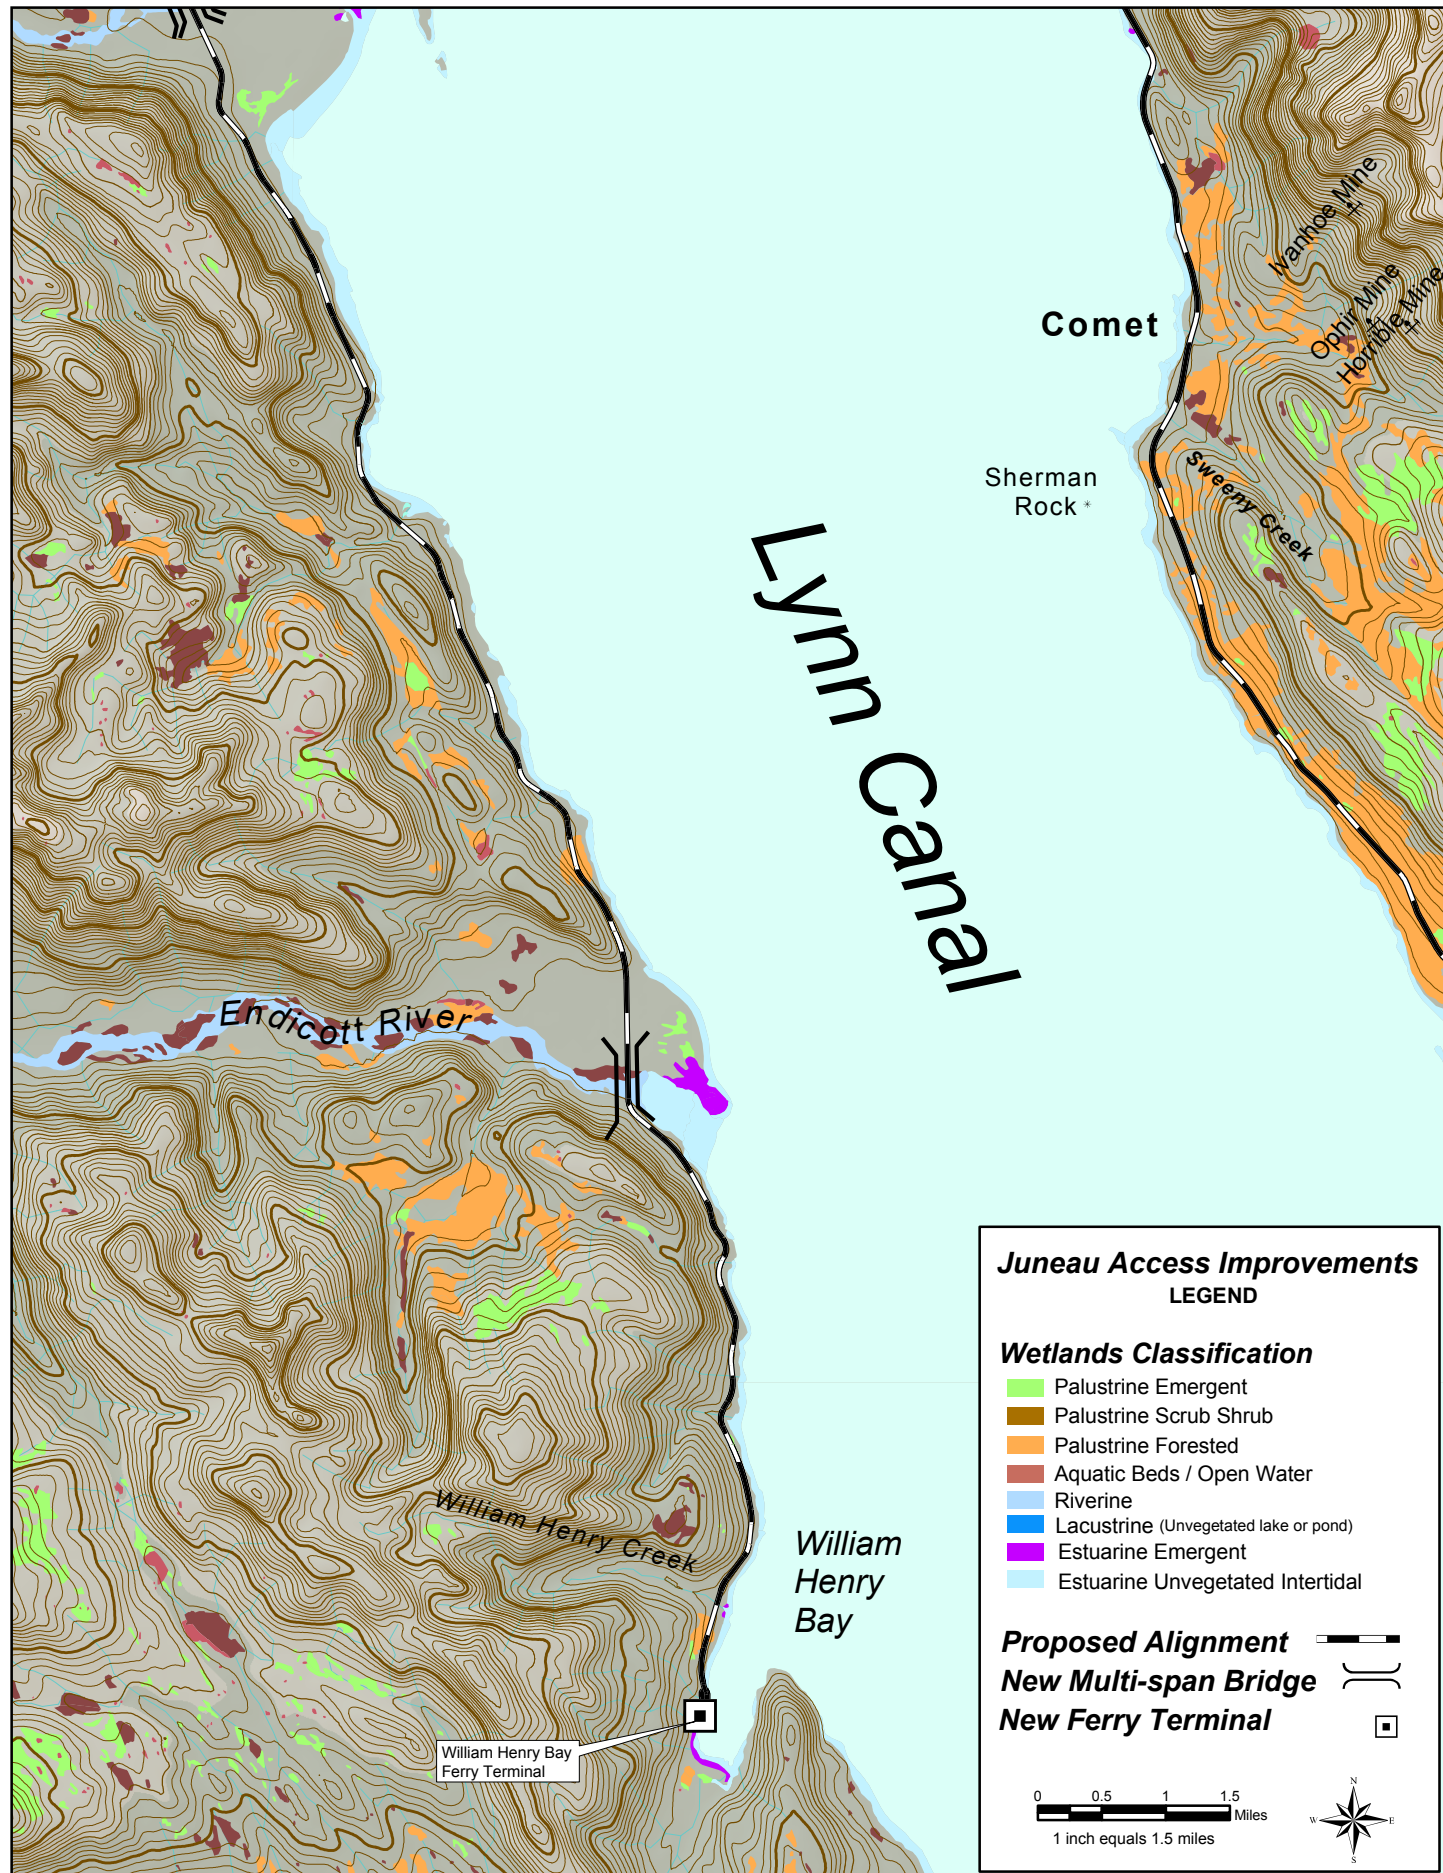 Ivanhoe Mine
Ophir Mine
Horrible Mine
Comet
Sherman
Rock
Sweeny Creek
Lynn Canal
Endicott River
William Henry Creek
William
Henry
Bay
William Henry Bay
Ferry Terminal
Juneau Access Improvements
LEGEND
Wetlands Classification
Palustrine Emergent
Palustrine Scrub Shrub
Palustrine Forested
Aquatic Beds / Open Water
Riverine
Lacustrine (Unvegetated lake or pond)
Estuarine Emergent
Estuarine Unvegetated Intertidal
Proposed Alignment
New Multi-span Bridge
New Ferry Terminal
0 0.5 1 1.5
Miles
1 inch equals 1.5 miles
N
W E
S